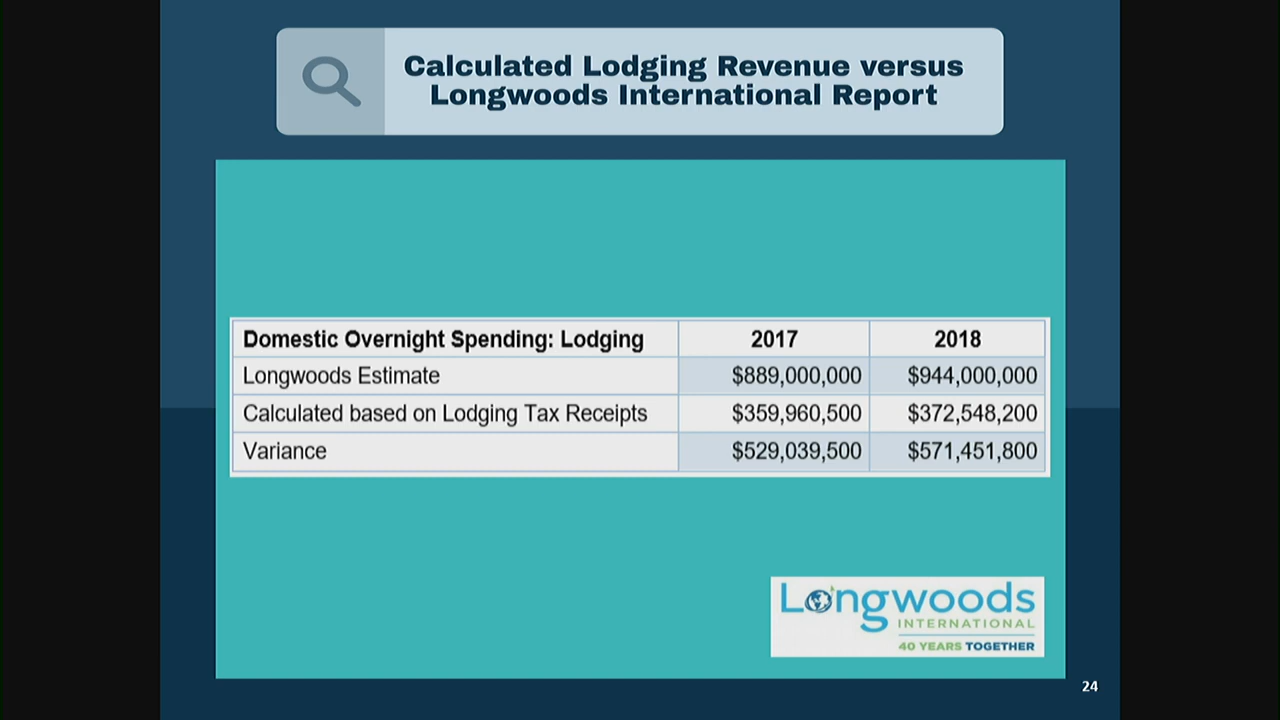 Calculated Lodging Revenue versus
Longwoods International Report
Domestic Overnight Spending: Lodging 2017 2018
Longwoods Estimate $889,000,000 $944,000,000
Calculated based on Lodging Tax Receipts $359,960,500 $372,548,200
Variance $529,039,500 $571,451,800
Longwoods
INTERNATIONAL
40 YEARS TOGETHER
24